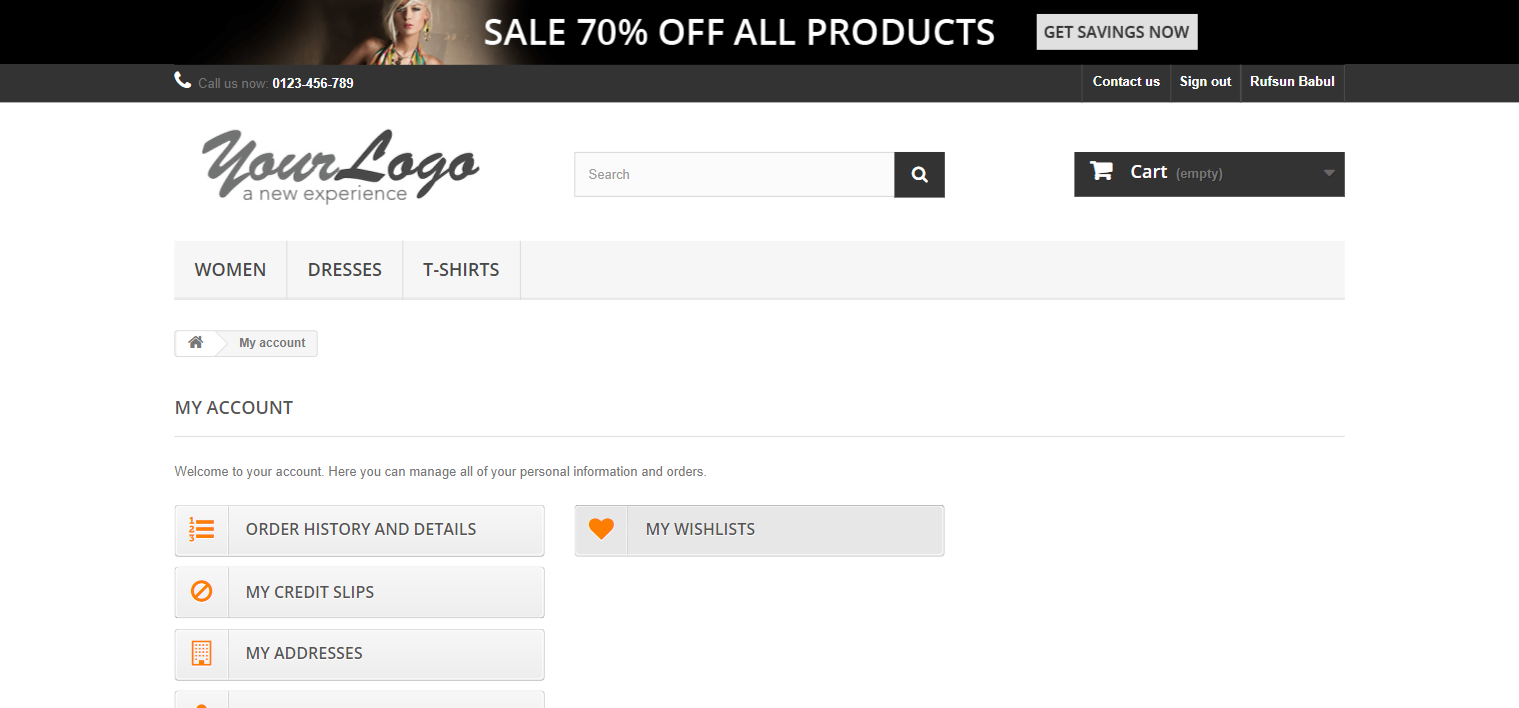 SALE 70% OFF ALL PRODUCTS GET SAVINGS NOW
Call us now: 0123-456-789 Contact us Sign out Rufsun Babul
YourLogo
a new experience
Search
Cart (empty)
WOMEN DRESSES T-SHIRTS
My account
MY ACCOUNT
Welcome to your account. Here you can manage all of your personal information and orders.
1
2
3
ORDER HISTORY AND DETAILS
MY WISHLISTS
MY CREDIT SLIPS
MY ADDRESSES